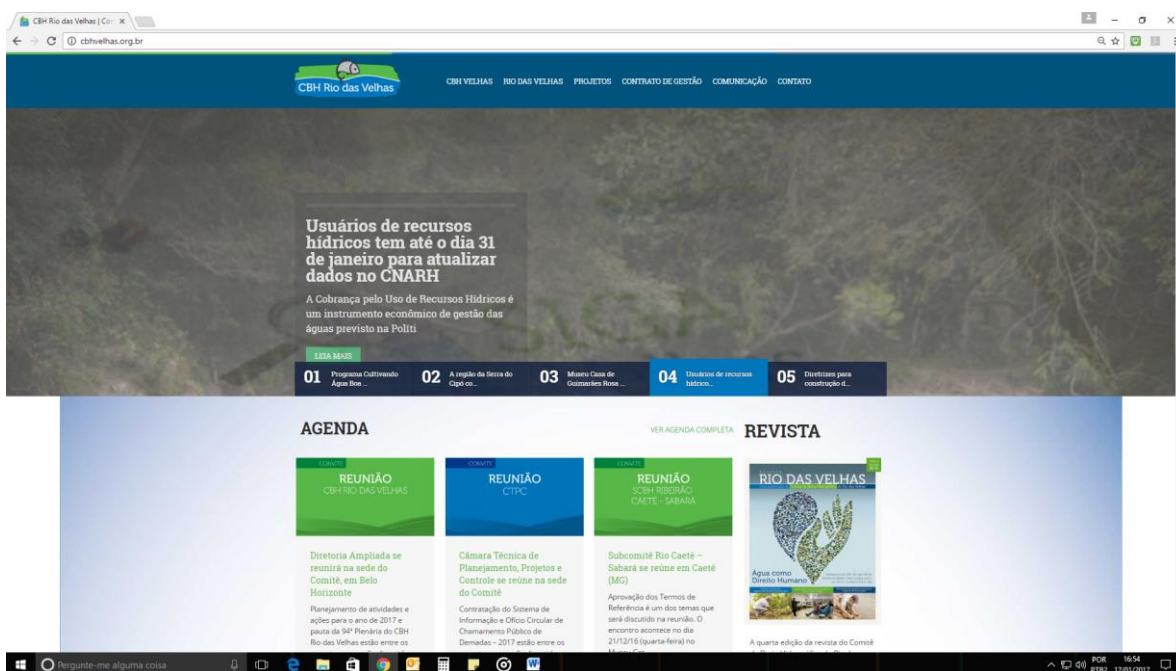 CBH Rio das Velhas | Co
cbhvelhas.org.br
CBH Rio das Velhas
CBH VELHAS RIO DAS VELHAS PROJETOS CONTRATO DE GESTÃO COMUNICAÇÃO CONTATO
Usuários de recursos
hídricos tem até o dia 31
de janeiro para atualizar
dados no CNARH
A Cobrança pelo Uso de Recursos Hídricos é
um instrumento econômico de gestão das
águas previsto na Políti
LEIA MAIS
01 Programa Cultivando
Água Boa ...
02 A região da Serra do
Cipó co...
03 Museu Casa de
Guimarães Rosa ...
04 Usuários de recursos
hídrico...
05 Diretrizes para
construção d...
AGENDA
VER AGENDA COMPLETA
CONVITE
REUNIÃO
CBH RIO DAS VELHAS
Diretoria Ampliada se
reunirá na sede do
Comitê, em Belo
Horizonte
Planejamento de atividades e
ações para o ano de 2017 e
pauta da 94ª Plenária do CBH
Rio das Velhas estão entre os
CONVITE
REUNIÃO
CTPC
Câmara Técnica de
Planejamento, Projetos e
Controle se reúne na sede
do Comitê
Contratação do Sistema de
Informação e Ofício Circular de
Chamamento Público de
Demadas – 2017 estão entre os
CONVITE
REUNIÃO
SCBH RIBEIRÃO
CAETÉ - SABARÁ
Subcomitê Rio Caeté –
Sabará se reúne em Caeté
(MG)
Aprovação dos Termos de
Referência é um dos temas que
será discutido na reunião. O
encontro acontece no dia
21/12/16 (quarta-feira) no
REVISTA
RIO DAS VELHAS
Água como
Direito Humano
A quarta edição da revista do Comitê
Pergunte-me alguma coisa
POR
PTB2
16:54
17/01/2017